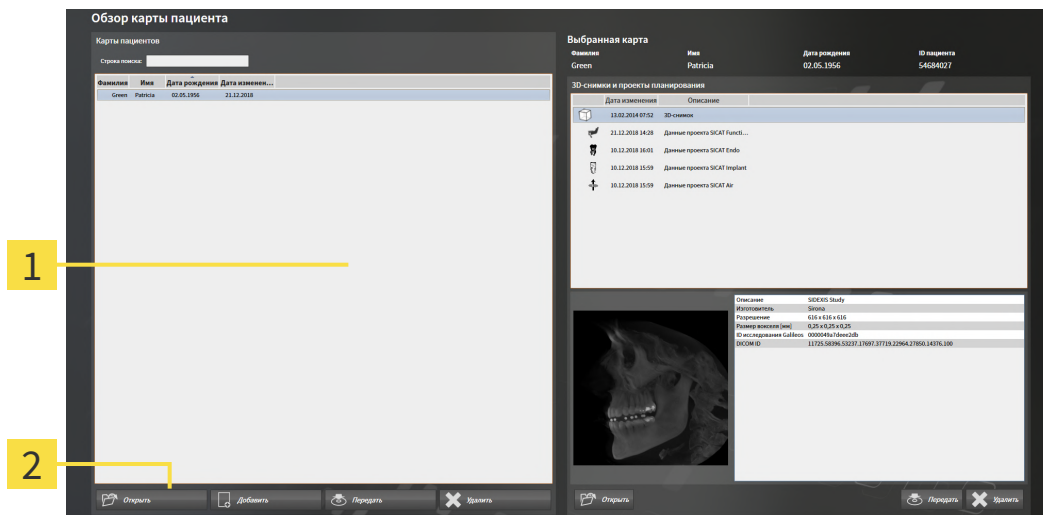 Обзор карты пациента
Карты пациентов
Строка поиска:
Фамилия Имя Дата рождения Дата изменен...
Green Patricia 02.05.1956 21.12.2018
1
2
Открыть Добавить Передать Удалить
Выбранная карта
Фамилия Имя Дата рождения ID пациента
Green Patricia 02.05.1956 54684027
3D-снимки и проекты планирования
Дата изменения Описание
13.02.2014 07:52 3D-снимок
21.12.2018 14:28 Данные проекта SICAT Functi...
10.12.2018 16:01 Данные проекта SICAT Endo
10.12.2018 15:59 Данные проекта SICAT Implant
10.12.2018 15:59 Данные проекта SICAT Air
Описание SIDEXIS Study
Изготовитель Sirona
Разрешение 616 x 616 x 616
Размер вокселя [мм] 0,25 x 0,25 x 0,25
ID исследования Galileos 0000049a7deee2db
DICOM ID 11725.58396.53237.17697.37719.22964.27850.14376.100
Открыть Передать Удалить